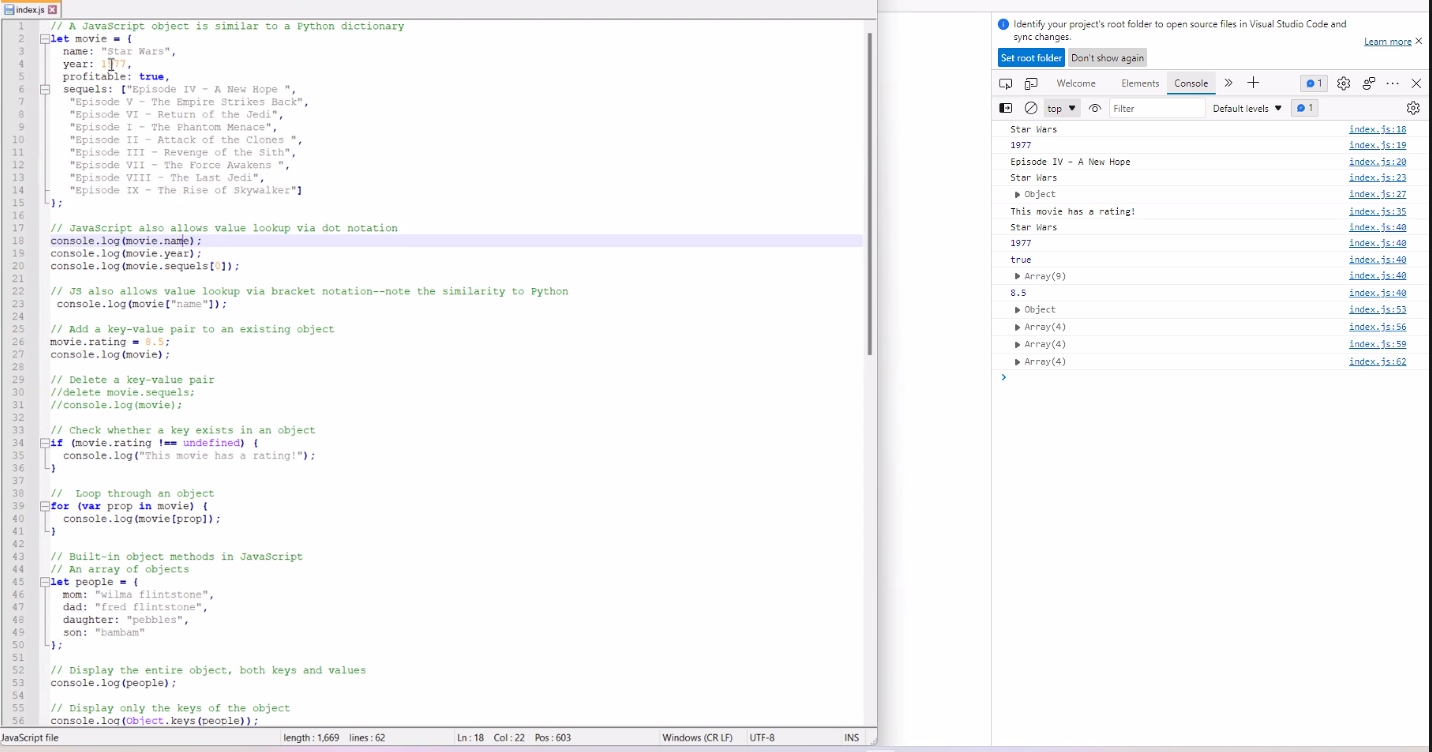 index.js
1 // A JavaScript object is similar to a Python dictionary
2 let movie = {
3 name: "Star Wars",
4 year: 1977,
5 profitable: true,
6 sequels: ["Episode IV - A New Hope ",
7 "Episode V - The Empire Strikes Back",
8 "Episode VI - Return of the Jedi",
9 "Episode I - The Phantom Menace",
10 "Episode II - Attack of the Clones ",
11 "Episode III - Revenge of the Sith",
12 "Episode VII - The Force Awakens ",
13 "Episode VIII - The Last Jedi",
14 "Episode IX - The Rise of Skywalker"]
15 };
16
17 // JavaScript also allows value lookup via dot notation
18 console.log(movie.name);
19 console.log(movie.year);
20 console.log(movie.sequels[0]);
21
22 // JS also allows value lookup via bracket notation--note the similarity to Python
23 console.log(movie["name"]);
24
25 // Add a key-value pair to an existing object
26 movie.rating = 8.5;
27 console.log(movie);
28
29 // Delete a key-value pair
30 //delete movie.sequels;
31 //console.log(movie);
32
33 // Check whether a key exists in an object
34 if (movie.rating !== undefined) {
35 console.log("This movie has a rating!");
36 }
37
38 //  Loop through an object
39 for (var prop in movie) {
40 console.log(movie[prop]);
41 }
42
43 // Built-in object methods in JavaScript
44 // An array of objects
45 let people = {
46 mom: "wilma flintstone",
47 dad: "fred flintstone",
48 daughter: "pebbles",
49 son: "bambam"
50 };
51
52 // Display the entire object, both keys and values
53 console.log(people);
54
55 // Display only the keys of the object
56 console.log(Object.keys(people));
JavaScript file length : 1,669 lines : 62 Ln : 18 Col : 22 Pos : 603 Windows (CR LF) UTF-8 INS
Identify your project's root folder to open source files in Visual Studio Code and
sync changes.
Learn more
Set root folder Don't show again
Welcome Elements Console 1
top Filter Default levels 1
Star Wars index.js:18
1977 index.js:19
Episode IV - A New Hope index.js:20
Star Wars index.js:23
Object index.js:27
This movie has a rating! index.js:35
Star Wars index.js:40
1977 index.js:40
true index.js:40
Array(9) index.js:40
8.5 index.js:40
Object index.js:53
Array(4) index.js:56
Array(4) index.js:59
Array(4) index.js:62